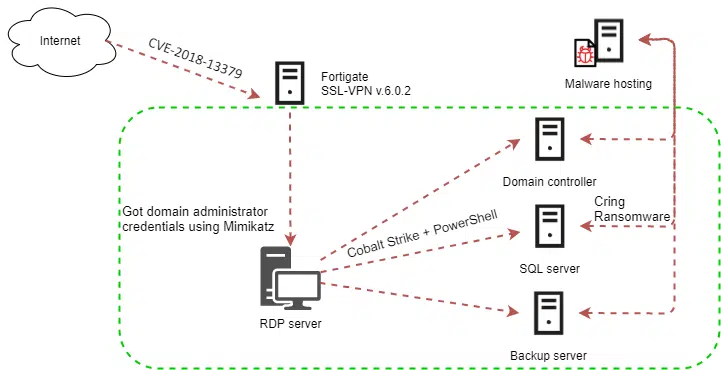 Internet
CVE-2018-13379
Fortigate
SSL-VPN v.6.0.2
Malware hosting
Domain controller
Got domain administrator
credentials using Mimikatz
Cobalt Strike + PowerShell
Cring
Ransomware
SQL server
RDP server
Backup server